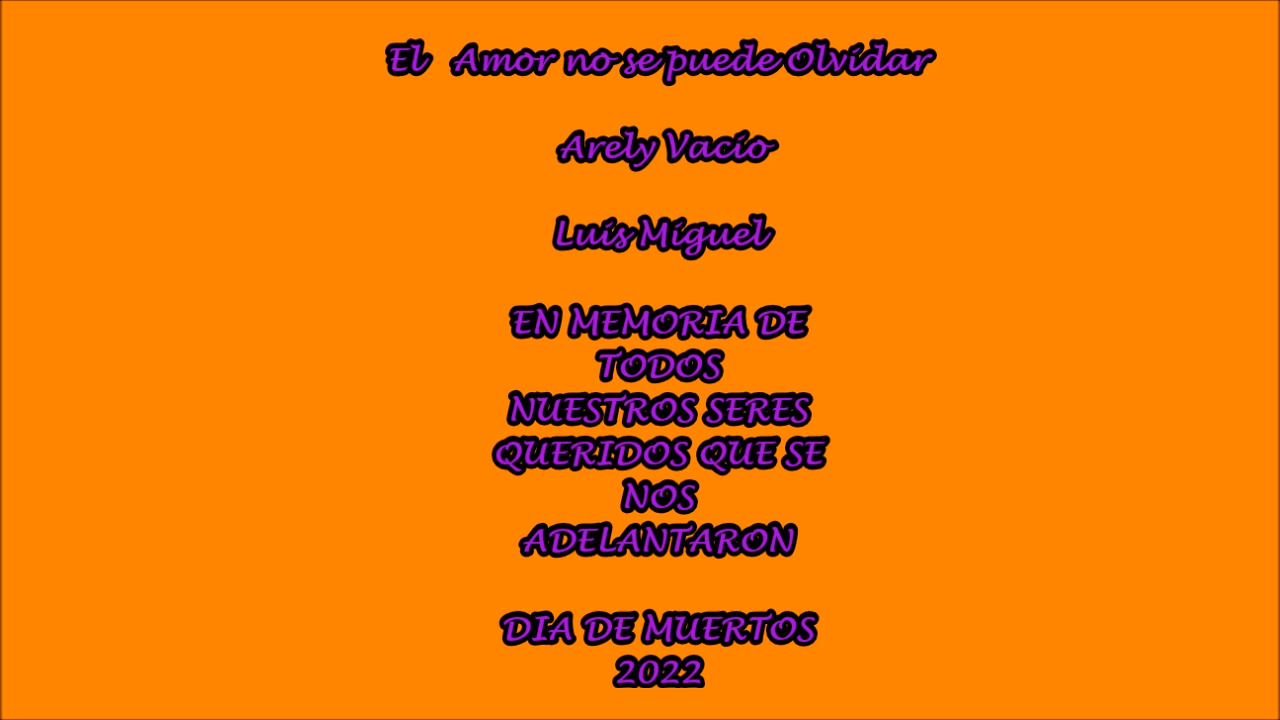 El Amor no se puede Olvidar
Arely Vacio
Luis Miguel
EN MEMORIA DE
TODOS
NUESTROS SERES
QUERIDOS QUE SE
NOS
ADELANTARON
DIA DE MUERTOS
2022